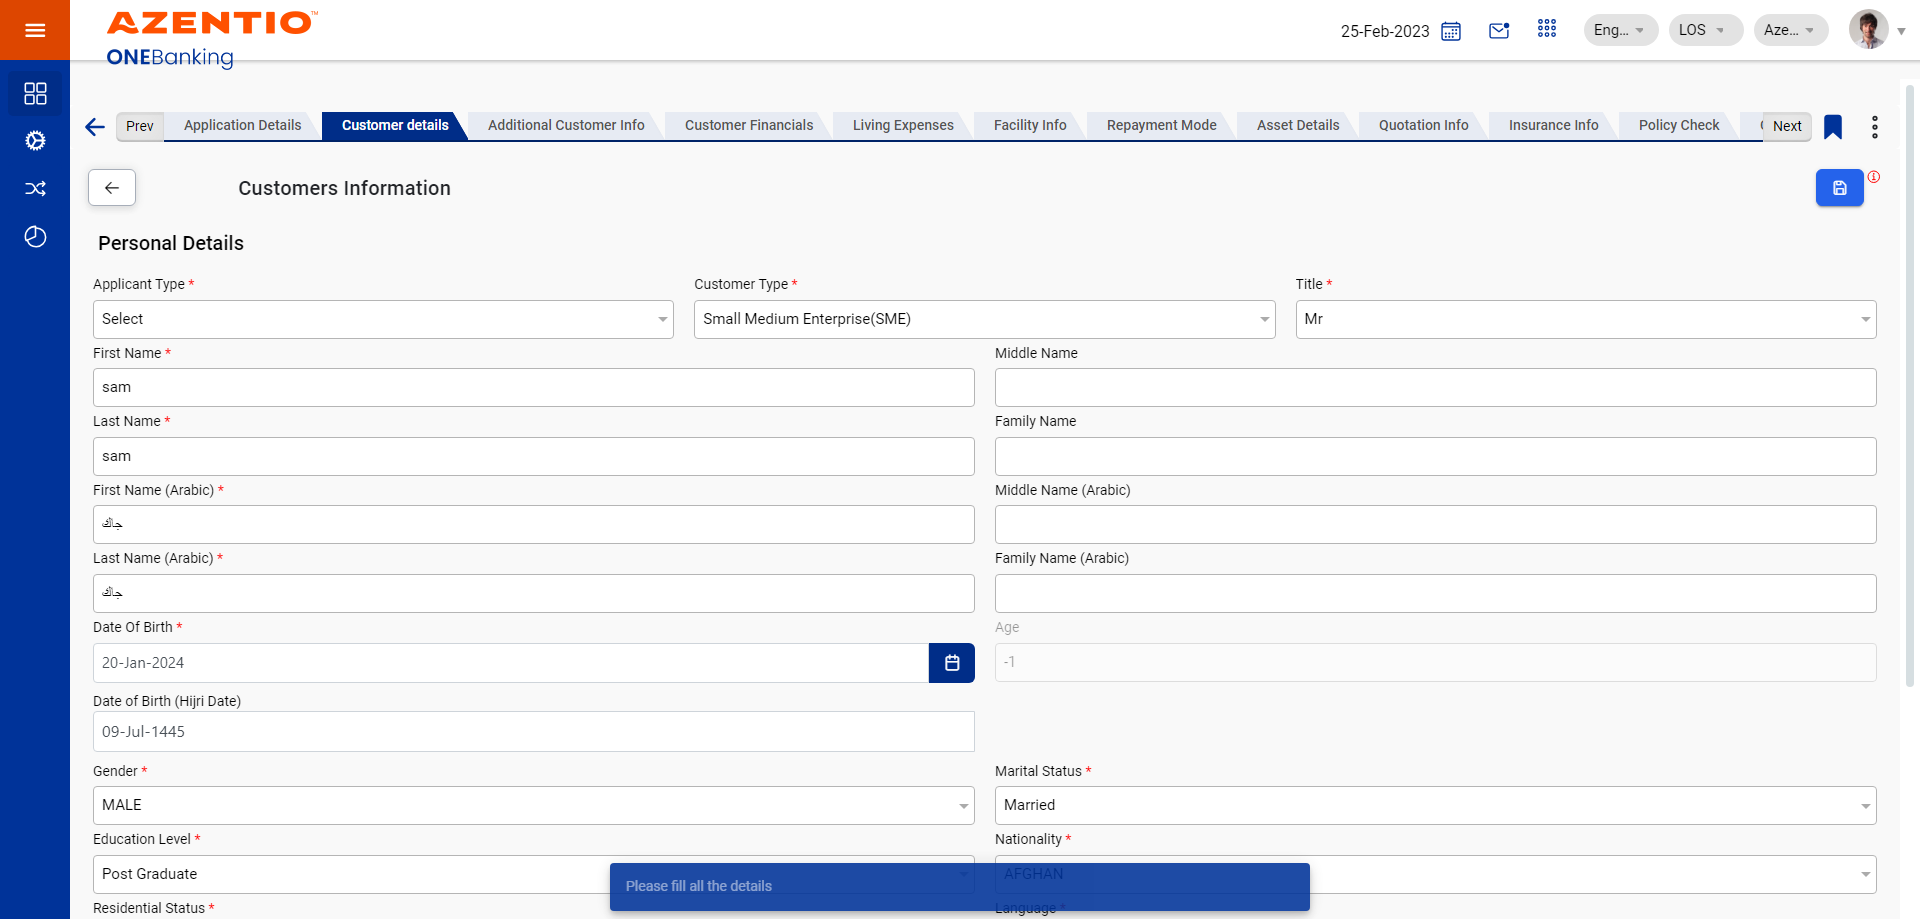 AZENTIO™
ONEBanking
25-Feb-2023
Eng...
LOS
Aze...
Prev
Application Details
Customer details
Additional Customer Info
Customer Financials
Living Expenses
Facility Info
Repayment Mode
Asset Details
Quotation Info
Insurance Info
Policy Check
Next
Customers Information
Personal Details
Applicant Type *
Customer Type *
Title *
Select
Small Medium Enterprise(SME)
Mr
First Name *
Middle Name
sam
Last Name *
Family Name
sam
First Name (Arabic) *
Middle Name (Arabic)
جاك
Last Name (Arabic) *
Family Name (Arabic)
جاك
Date Of Birth *
Age
20-Jan-2024
-1
Date of Birth (Hijri Date)
09-Jul-1445
Gender *
Marital Status *
MALE
Married
Education Level *
Nationality *
Post Graduate
AFGHAN
Please fill all the details
Residential Status *
Language *